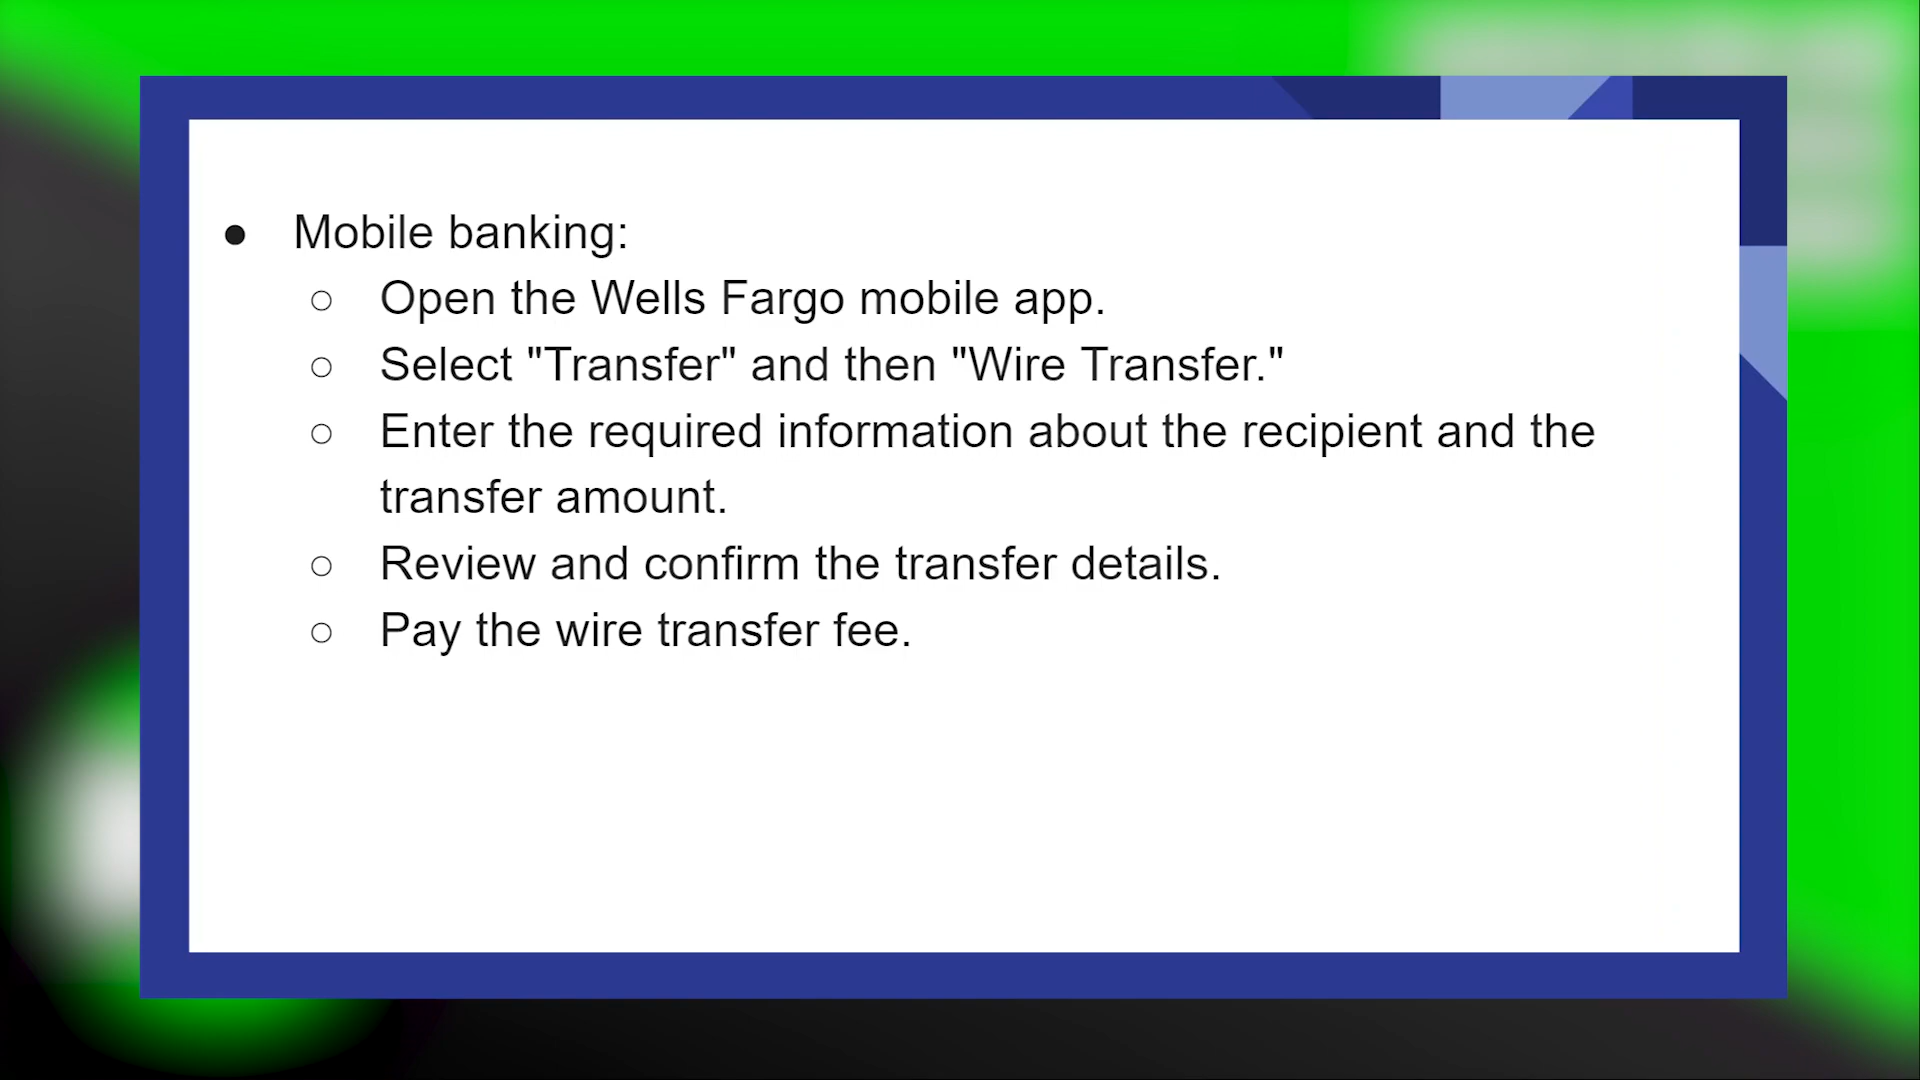 ● Mobile banking:
○ Open the Wells Fargo mobile app.
○ Select "Transfer" and then "Wire Transfer."
○ Enter the required information about the recipient and the
transfer amount.
○ Review and confirm the transfer details.
○ Pay the wire transfer fee.